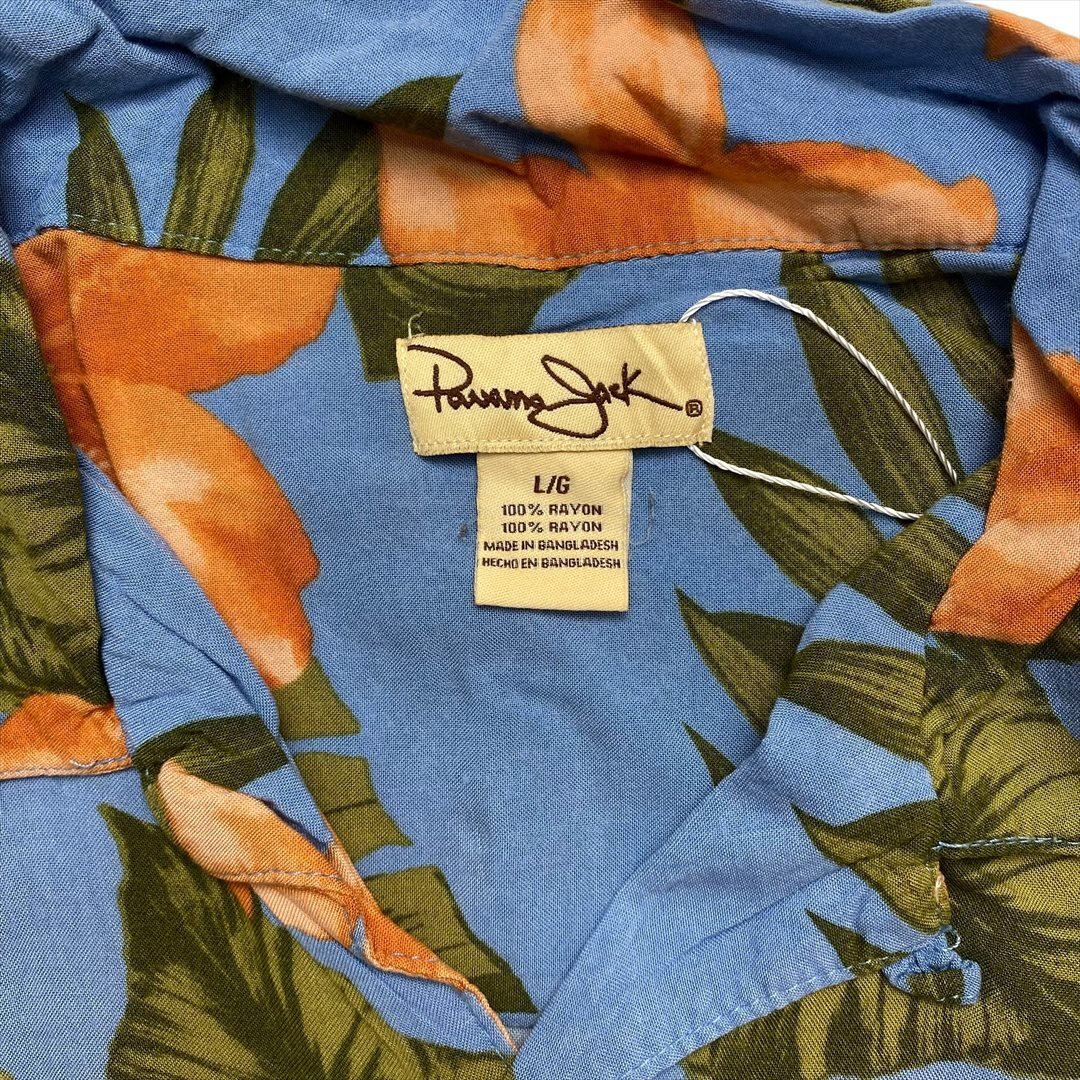 Panama Jack ®
L/G
100% RAYON
100% RAYON
MADE IN BANGLADESH
HECHO EN BANGLADESH